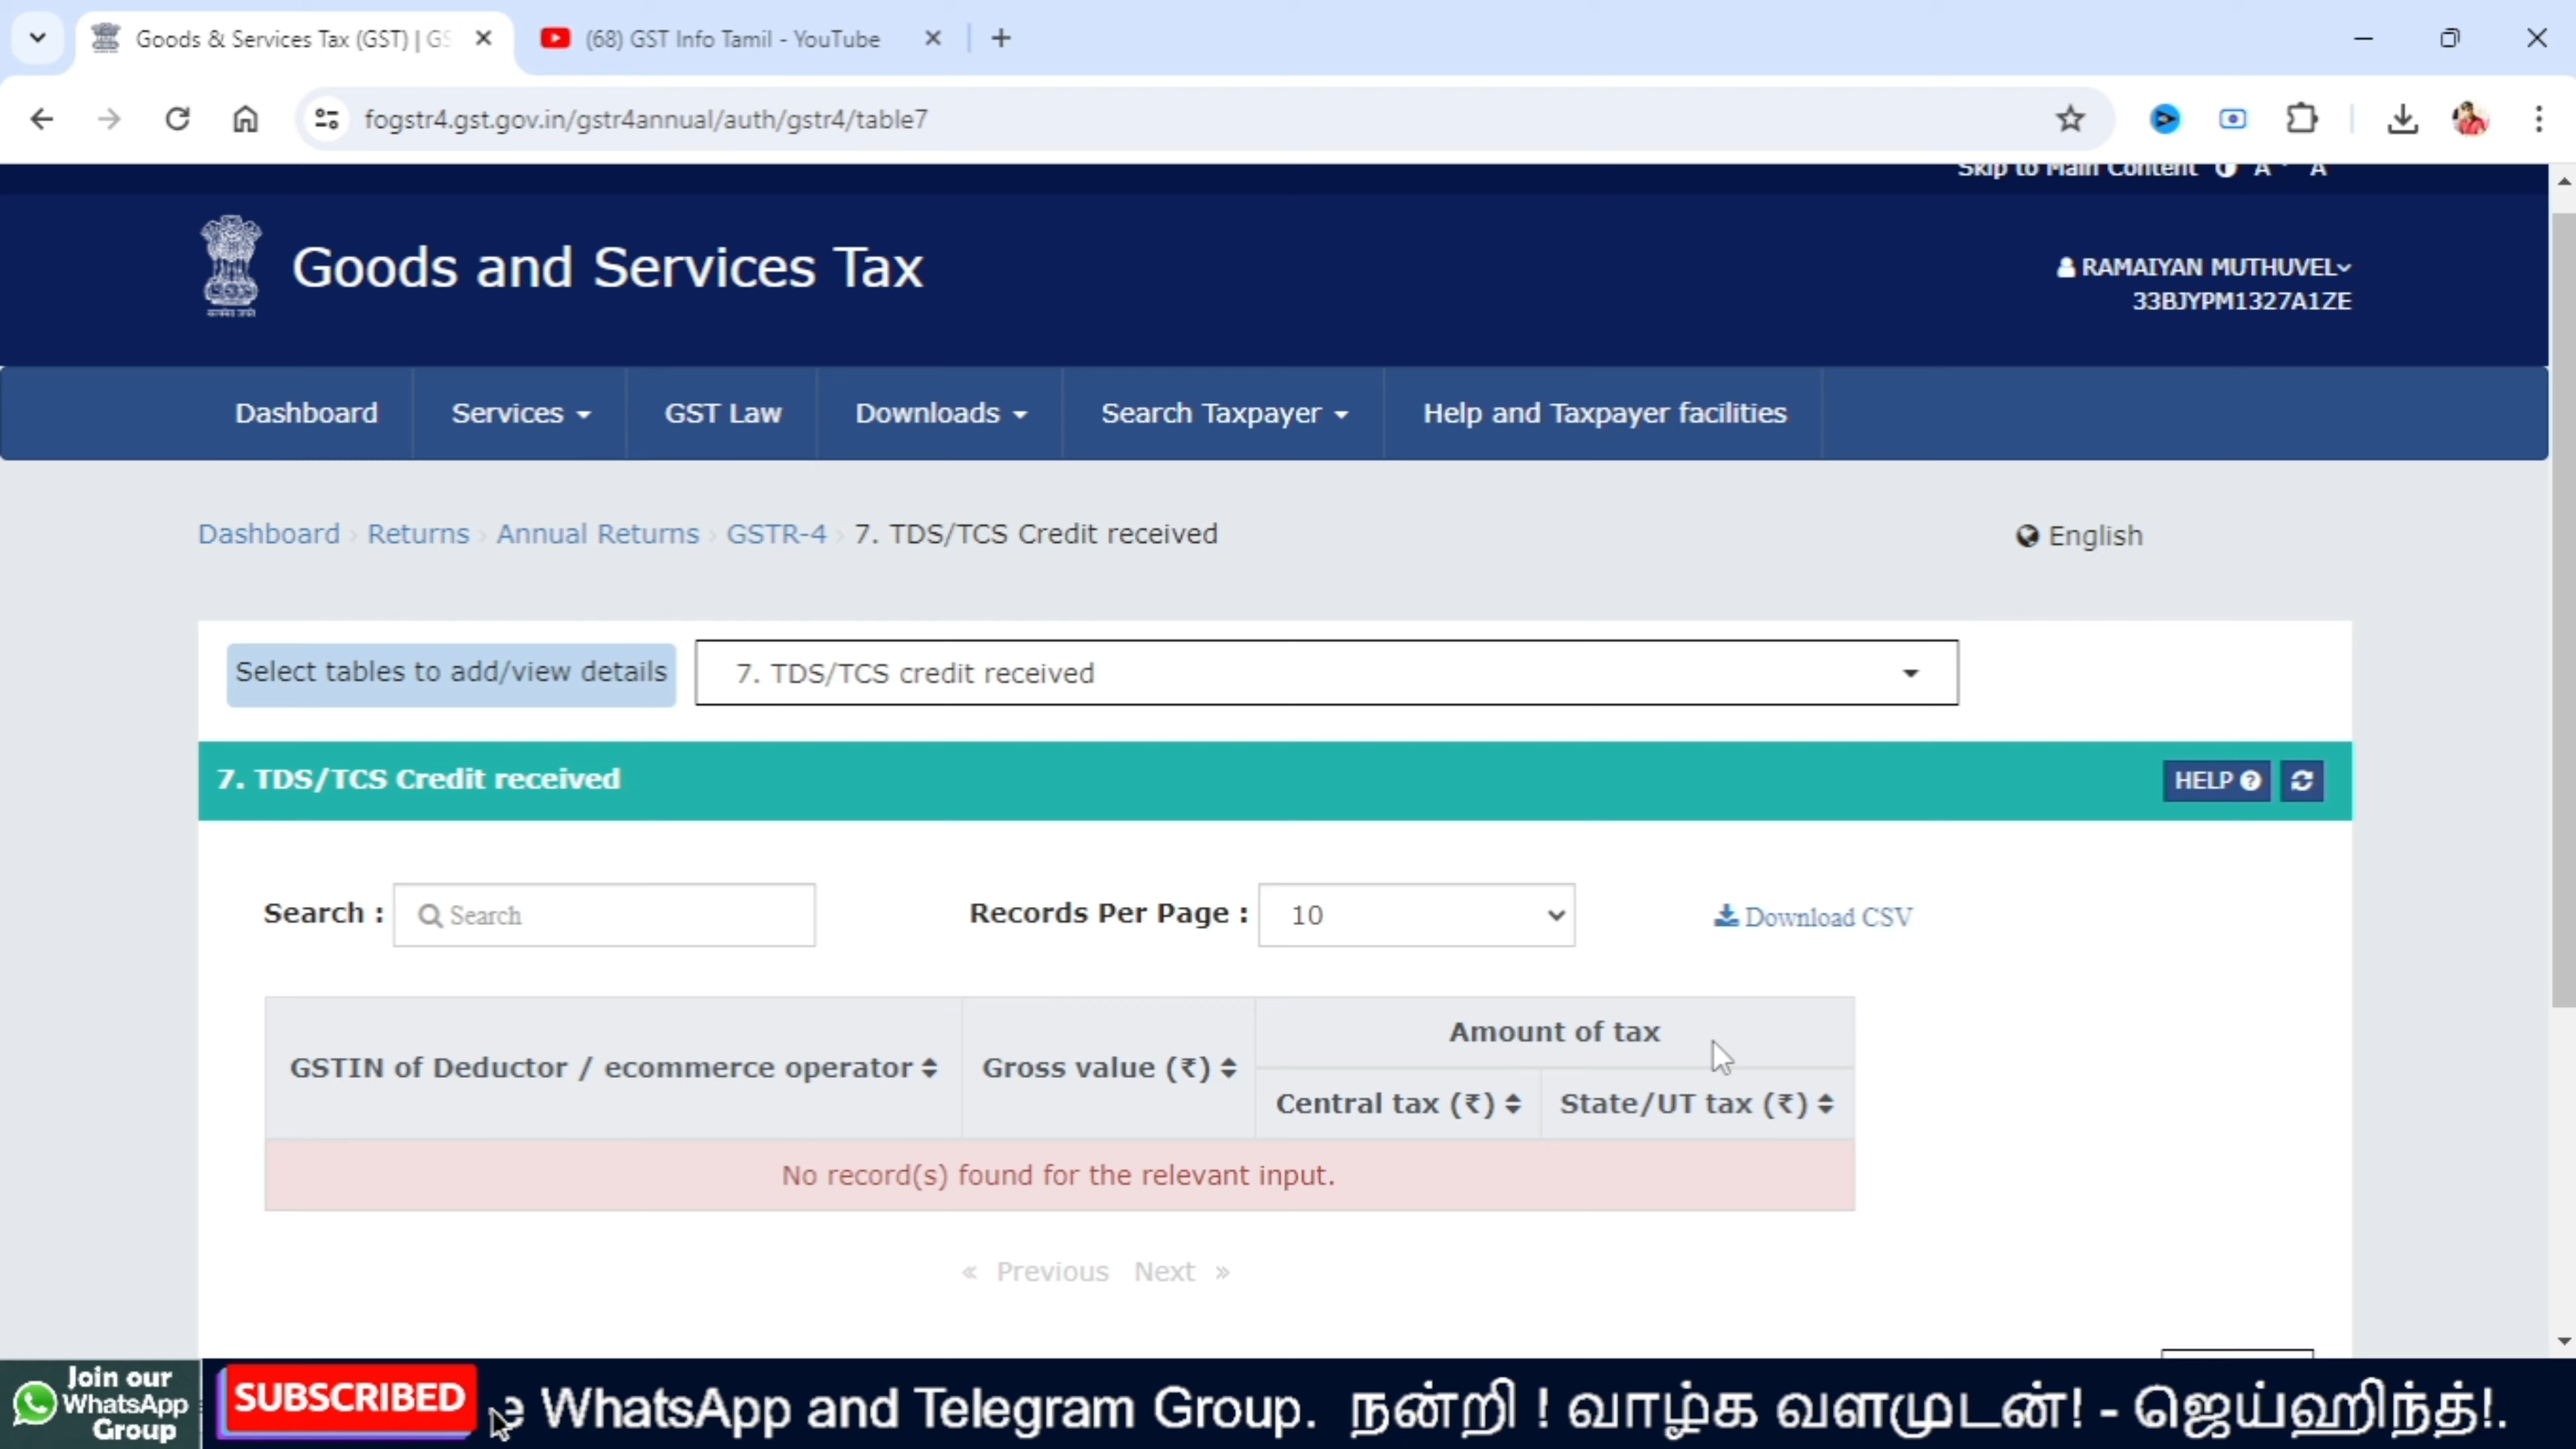 Goods & Services Tax (GST) | GS
(68) GST Info Tamil - YouTube
fogstr4.gst.gov.in/gstr4annual/auth/gstr4/table7
Skip to Main Content A A
Goods and Services Tax
RAMAIYAN MUTHUVEL
33BJYPM1327A1ZE
Dashboard Services GST Law Downloads Search Taxpayer Help and Taxpayer facilities
Dashboard › Returns › Annual Returns › GSTR-4 › 7. TDS/TCS Credit received
English
Select tables to add/view details
7. TDS/TCS credit received
7. TDS/TCS Credit received
HELP
Search : Search
Records Per Page : 10
Download CSV
GSTIN of Deductor / ecommerce operator
Gross value (₹)
Amount of tax
Central tax (₹)
State/UT tax (₹)
No record(s) found for the relevant input.
« Previous Next »
Join our
WhatsApp
Group
SUBSCRIBED
e WhatsApp and Telegram Group. நன்றி ! வாழ்க வளமுடன்! - ஜெய்ஹிந்த்!.